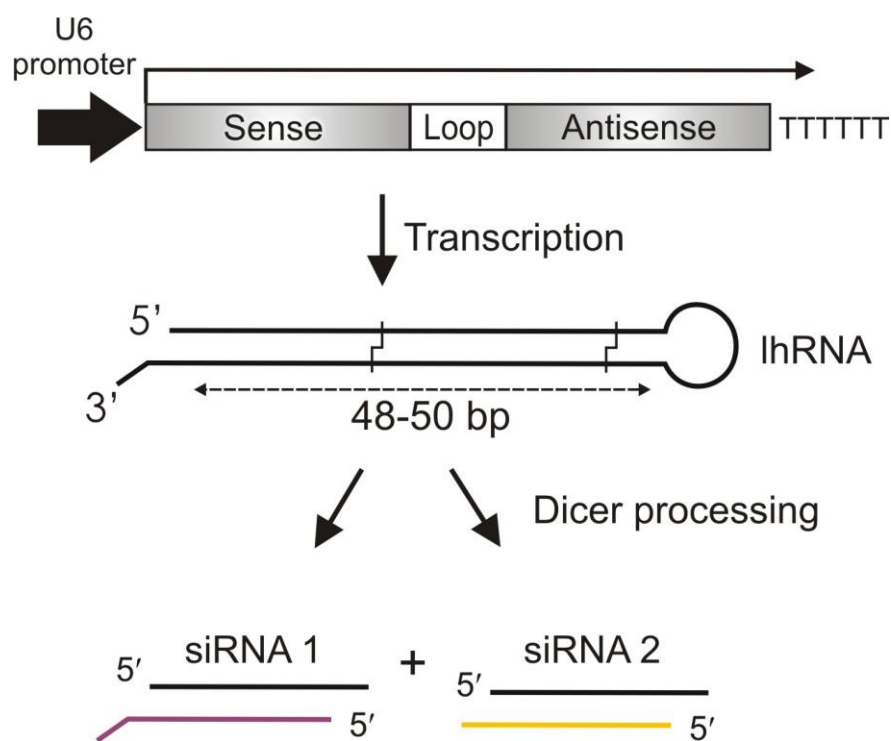 U6
promoter
Sense Loop Antisense TTTTTT
Transcription
5’
lhRNA
3’
48-50 bp
Dicer processing
siRNA 1 + siRNA 2
5′ 5′
5′ 5′